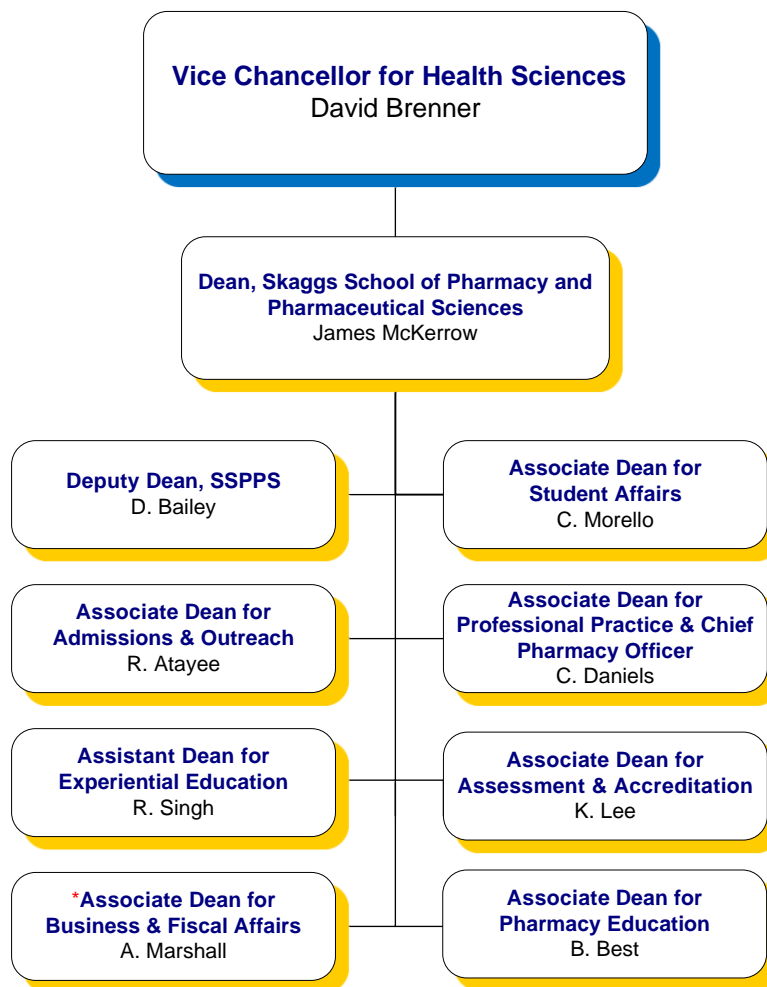 Vice Chancellor for Health Sciences
David Brenner
Dean, Skaggs School of Pharmacy and
Pharmaceutical Sciences
James McKerrow
Deputy Dean, SSPPS
D. Bailey
Associate Dean for
Student Affairs
C. Morello
Associate Dean for
Admissions & Outreach
R. Atayee
Associate Dean for
Professional Practice & Chief
Pharmacy Officer
C. Daniels
Assistant Dean for
Experiential Education
R. Singh
Associate Dean for
Assessment & Accreditation
K. Lee
*Associate Dean for
Business & Fiscal Affairs
A. Marshall
Associate Dean for
Pharmacy Education
B. Best